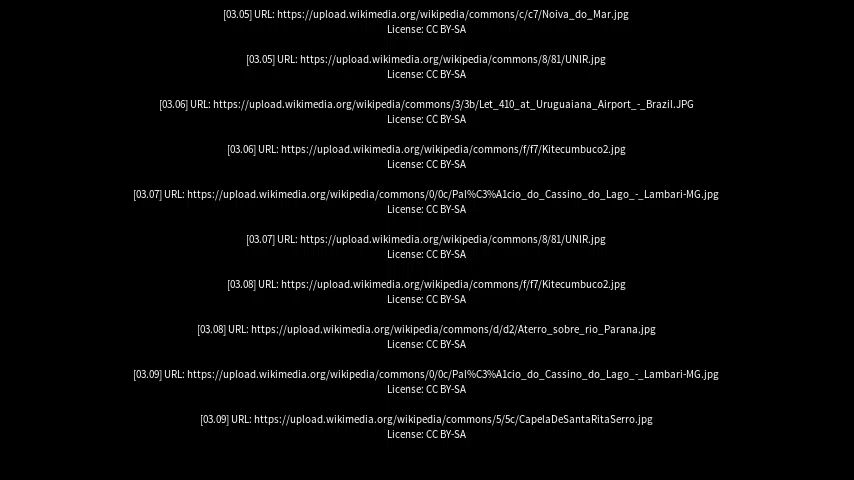 [03.05] URL: https://upload.wikimedia.org/wikipedia/commons/c/c7/Noiva_do_Mar.jpg
License: CC BY-SA
[03.05] URL: https://upload.wikimedia.org/wikipedia/commons/8/81/UNIR.jpg
License: CC BY-SA
[03.06] URL: https://upload.wikimedia.org/wikipedia/commons/3/3b/Let_410_at_Uruguaiana_Airport_-_Brazil.JPG
License: CC BY-SA
[03.06] URL: https://upload.wikimedia.org/wikipedia/commons/f/f7/Kitecumbuco2.jpg
License: CC BY-SA
[03.07] URL: https://upload.wikimedia.org/wikipedia/commons/0/0c/Pal%C3%A1cio_do_Cassino_do_Lago_-_Lambari-MG.jpg
License: CC BY-SA
[03.07] URL: https://upload.wikimedia.org/wikipedia/commons/8/81/UNIR.jpg
License: CC BY-SA
[03.08] URL: https://upload.wikimedia.org/wikipedia/commons/f/f7/Kitecumbuco2.jpg
License: CC BY-SA
[03.08] URL: https://upload.wikimedia.org/wikipedia/commons/d/d2/Aterro_sobre_rio_Parana.jpg
License: CC BY-SA
[03.09] URL: https://upload.wikimedia.org/wikipedia/commons/0/0c/Pal%C3%A1cio_do_Cassino_do_Lago_-_Lambari-MG.jpg
License: CC BY-SA
[03.09] URL: https://upload.wikimedia.org/wikipedia/commons/5/5c/CapelaDeSantaRitaSerro.jpg
License: CC BY-SA